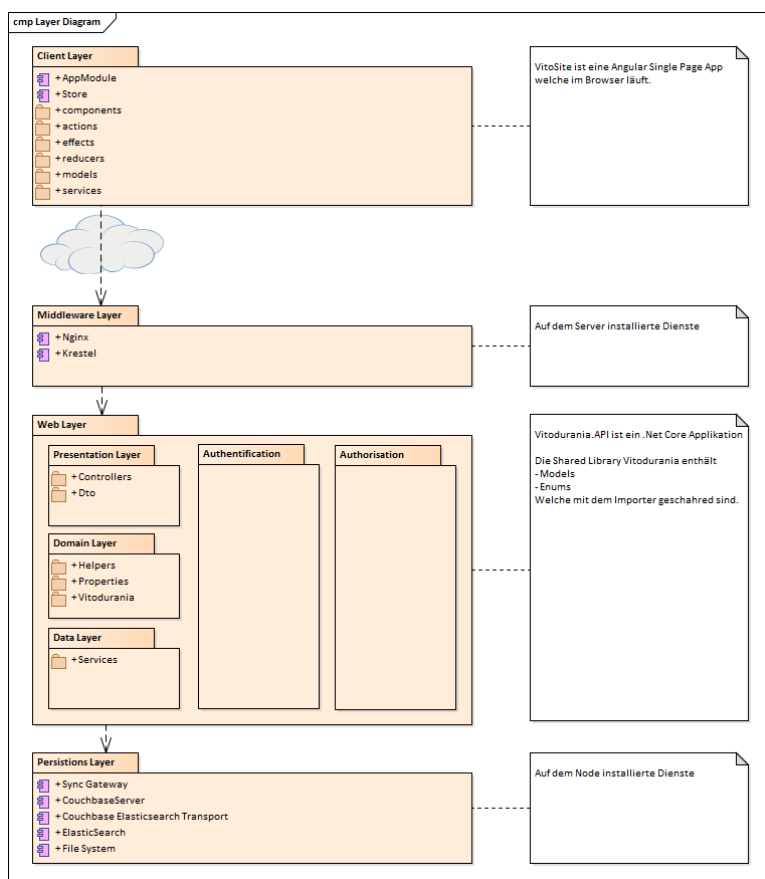 cmp Layer Diagram
Client Layer
+AppModule
+Store
+components
+actions
+effects
+reducers
+models
+services
VitoSite ist eine Angular Single Page App
welche im Browser läuft.
Middleware Layer
+Nginx
+Krestel
Auf dem Server installierte Dienste
Web Layer
Presentation Layer
+Controllers
+Dto
Domain Layer
+Helpers
+Properties
+Vitodurania
Data Layer
+Services
Authentification
Authorisation
Vitodurania.API ist ein .Net Core Applikation
Die Shared Library Vitodurania enthält
- Models
- Enums
Welche mit dem Importer geschahred sind.
Persistions Layer
+Sync Gateway
+CouchbaseServer
+Couchbase Elasticsearch Transport
+ElasticSearch
+File System
Auf dem Node installierte Dienste